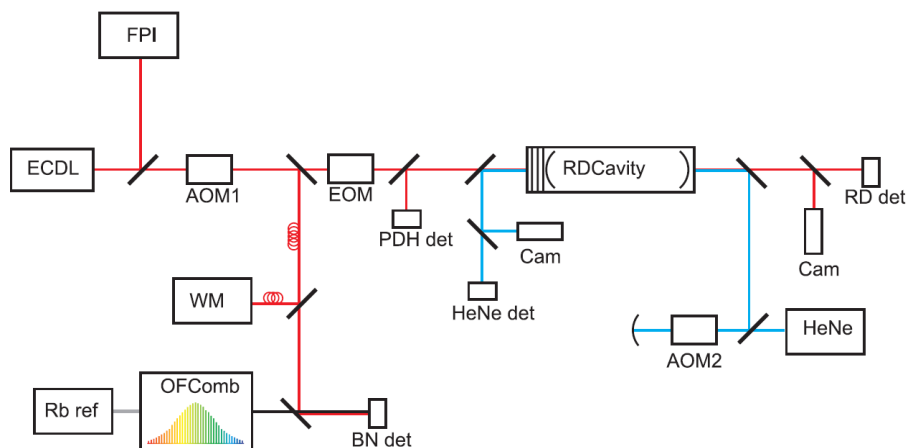 FPI
ECDL
AOM1
EOM
RDCavity
RD det
PDH det
Cam
Cam
HeNe det
WM
AOM2
HeNe
OFComb
Rb ref
BN det